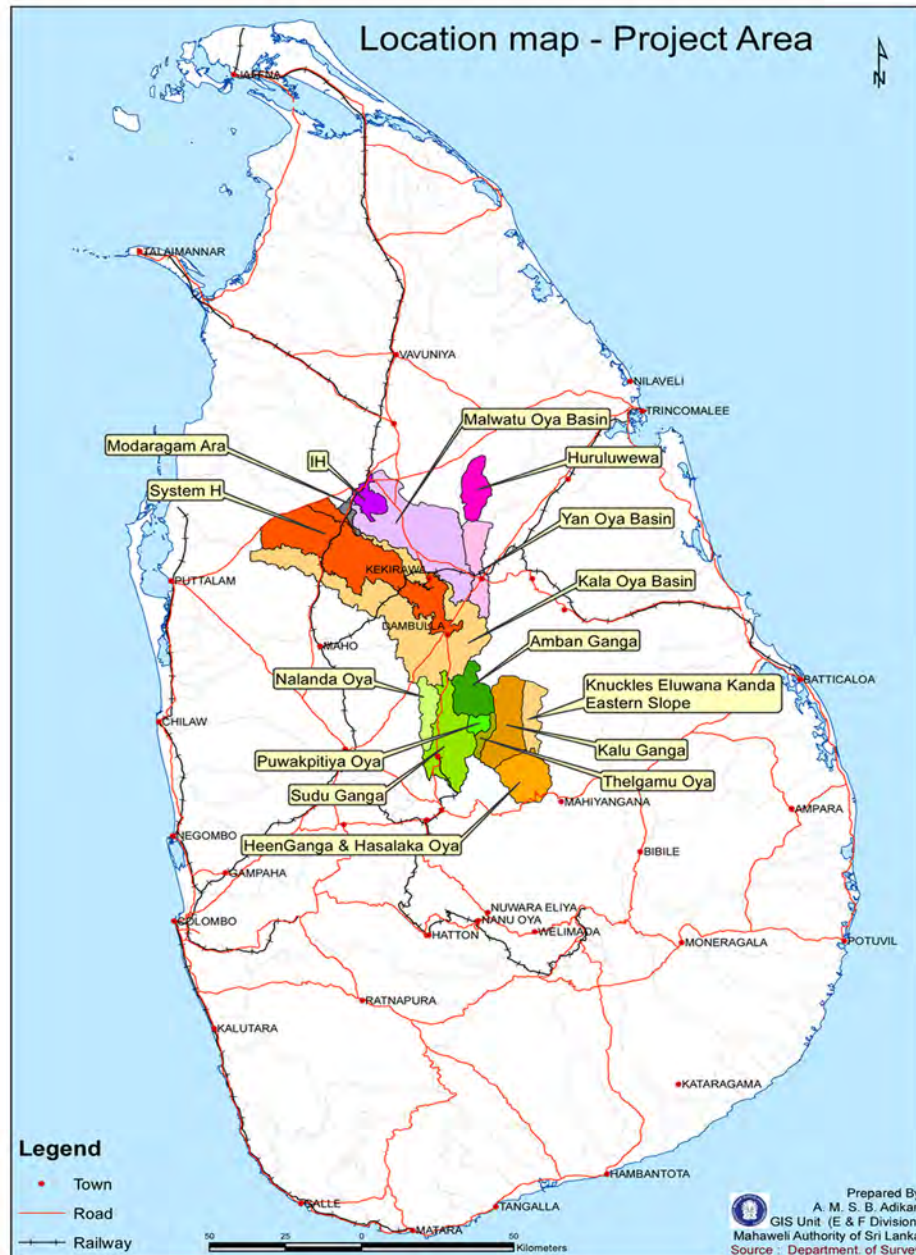 Location map - Project Area
N
JAFFNA
TALAIMANNAR
VAVUNIYA
NILAVELI
TRINCOMALEE
Malwatu Oya Basin
Modaragam Ara
IH
Huruluwewa
System H
Yan Oya Basin
KEKIRAWA
PUTTALAM
Kala Oya Basin
DAMBULLA
Amban Ganga
MAHO
Nalanda Oya
BATTICALOA
Knuckles Eluwana Kanda
Eastern Slope
CHILAW
Kalu Ganga
Puwakpitiya Oya
Thelgamu Oya
Sudu Ganga
MAHIYANGANA
AMPARA
NEGOMBO
HeenGanga & Hasalaka Oya
BIBILE
GAMPAHA
NUWARA ELIYA
COLOMBO
NANU OYA
HATTON
WELIMADA
MONERAGALA
POTUVIL
RATNAPURA
KALUTARA
KATARAGAMA
Legend
Town
Road
Railway
HAMBANTOTA
GALLE
TANGALLA
MATARA
50 25 0 50
Kilometers
Prepared By
A. M. S. B. Adikar
GIS Unit (E & F Division
Mahaweli Authority of Sri Lank
Source : Department. of Surve